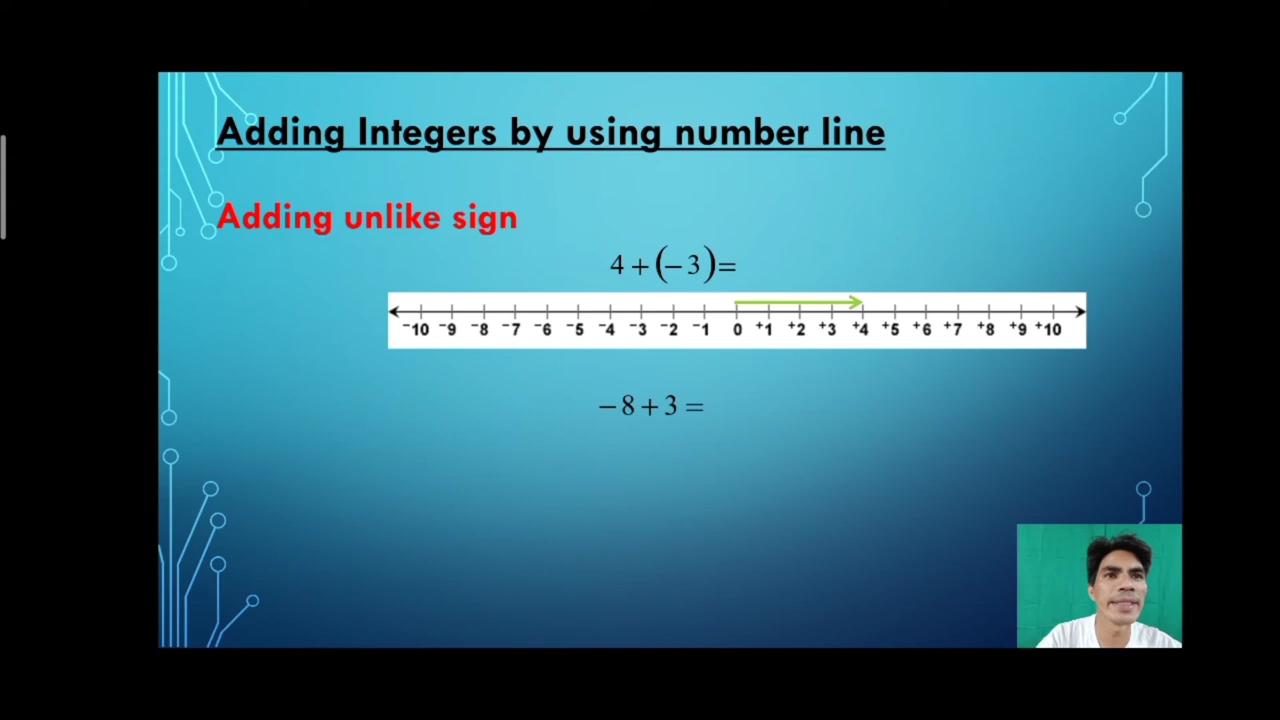 Adding Integers by using number line
Adding unlike sign
4 + (−3) =
⁻10 ⁻9 ⁻8 ⁻7 ⁻6 ⁻5 ⁻4 ⁻3 ⁻2 ⁻1 0 ⁺1 ⁺2 ⁺3 ⁺4 ⁺5 ⁺6 ⁺7 ⁺8 ⁺9 ⁺10
−8 + 3 =